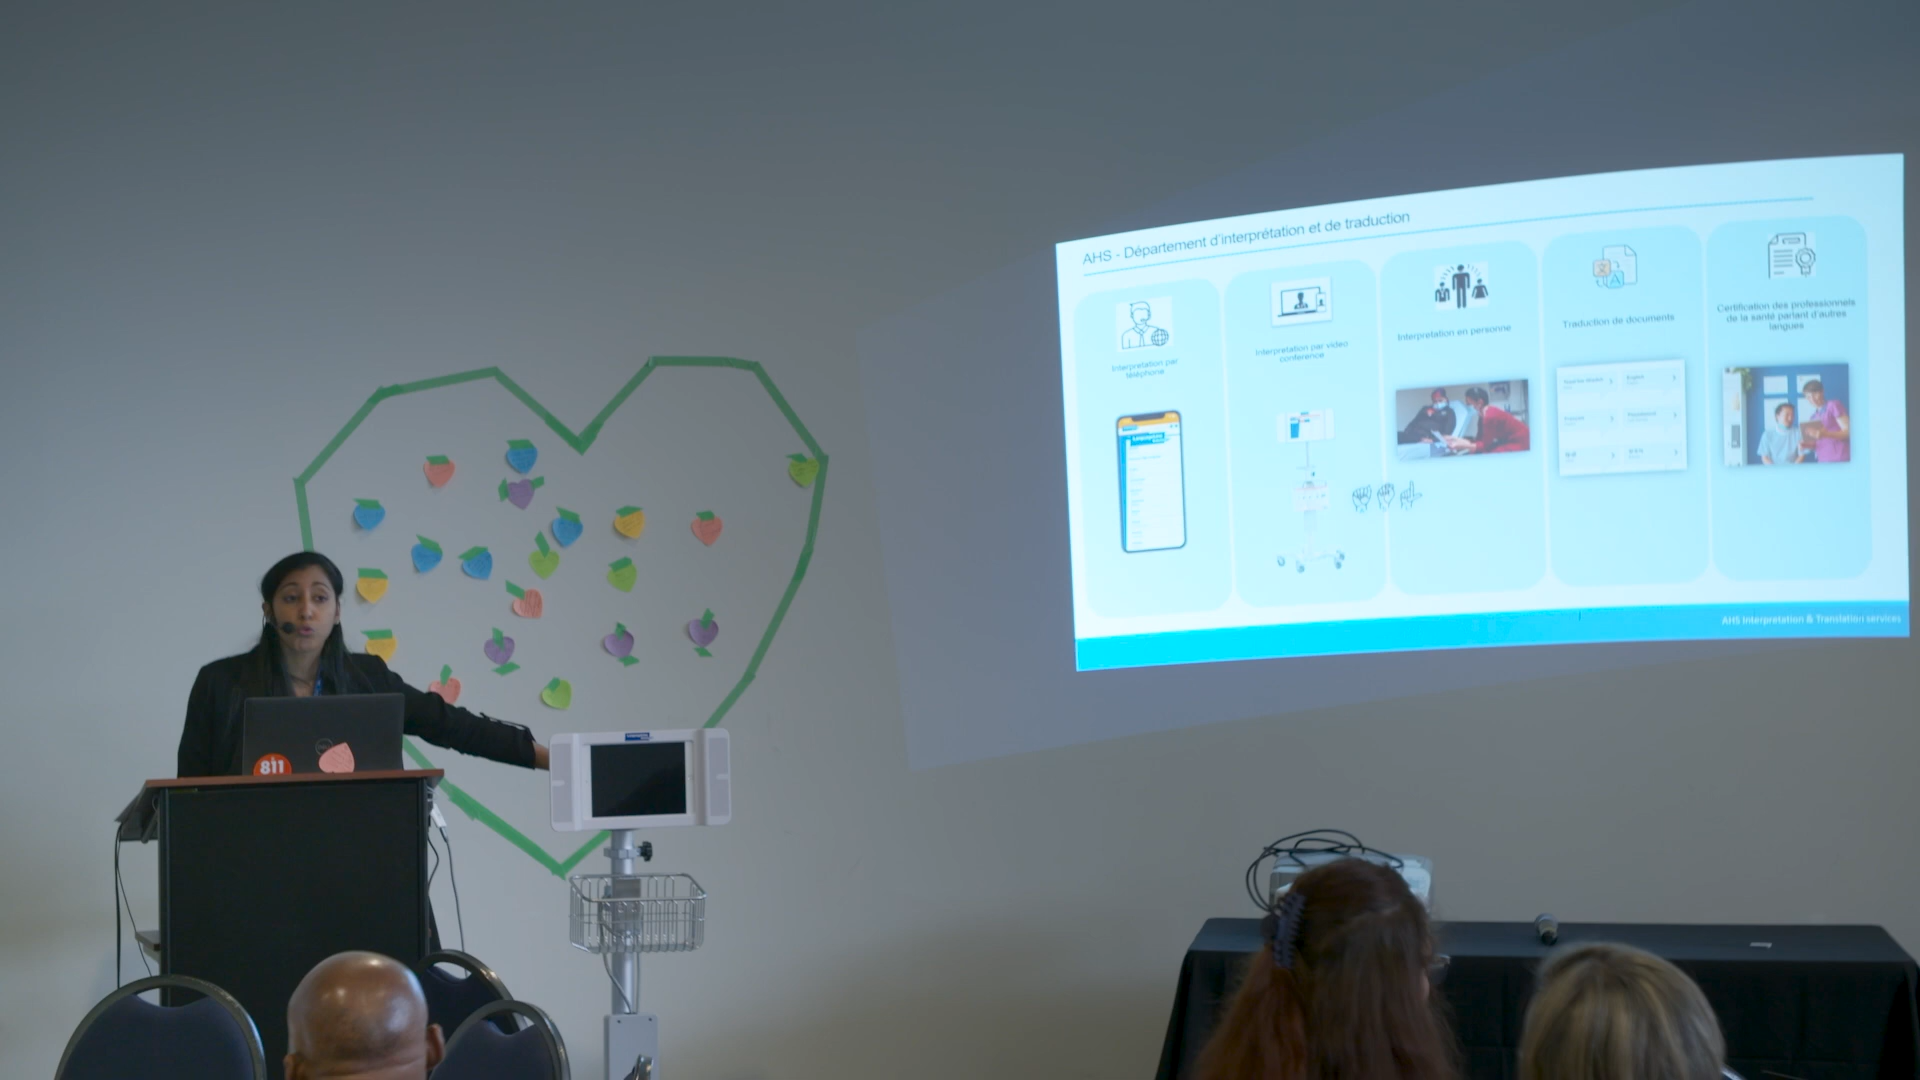 AHS - Département d'interprétation et de traduction
Interprétation par
téléphone
Interprétation par video
conférence
Interprétation en personne
Traduction de documents
Certification des professionnels
de la santé parlant d'autres
langues
AHS Interpretation & Translation services
811